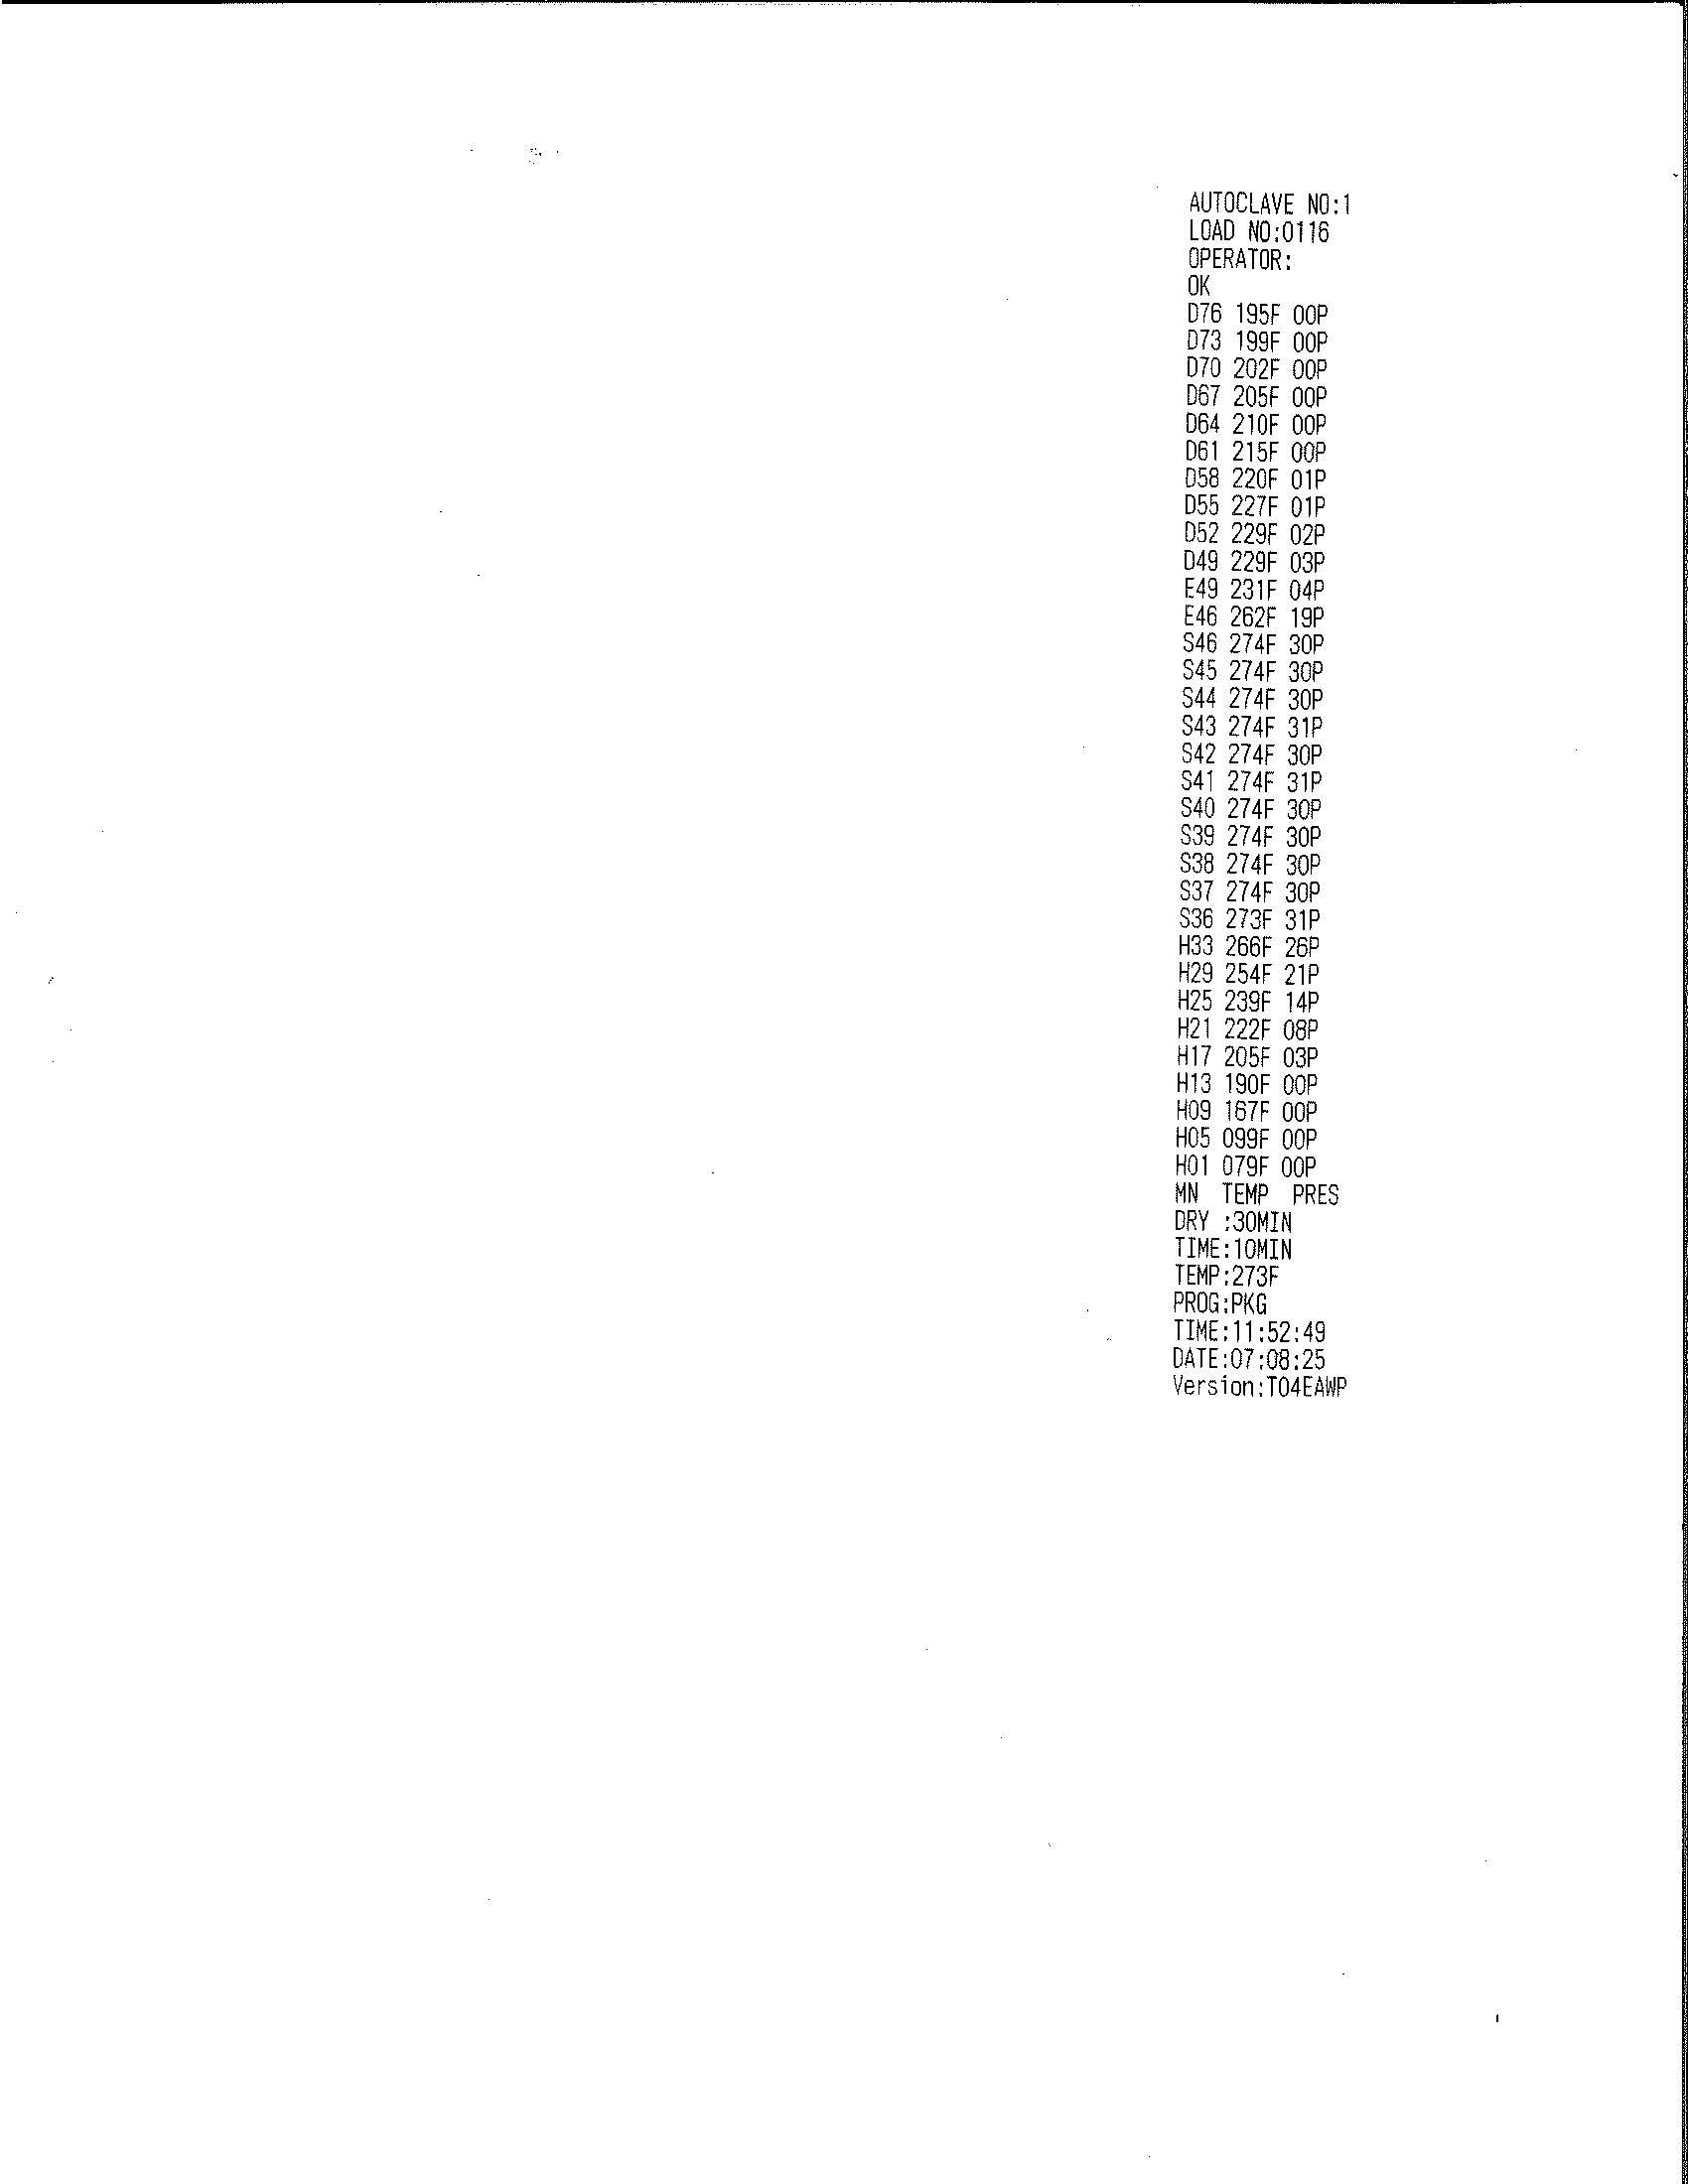 AUTOCLAVE NO:1
LOAD NO:0116
OPERATOR:
OK
D76 195F 00P
D73 199F 00P
D70 202F 00P
D67 205F 00P
D64 210F 00P
D61 215F 00P
D58 220F 01P
D55 227F 01P
D52 229F 02P
D49 229F 03P
E49 231F 04P
E46 262F 19P
S46 274F 30P
S45 274F 30P
S44 274F 30P
S43 274F 31P
S42 274F 30P
S41 274F 31P
S40 274F 30P
S39 274F 30P
S38 274F 30P
S37 274F 30P
S36 273F 31P
H33 266F 26P
H29 254F 21P
H25 239F 14P
H21 222F 08P
H17 205F 03P
H13 190F 00P
H09 167F 00P
H05 099F 00P
H01 079F 00P
MN TEMP PRES
DRY :30MIN
TIME:10MIN
TEMP:273F
PROG:PKG
TIME:11:52:49
DATE:07:08:25
Version:T04EAWP